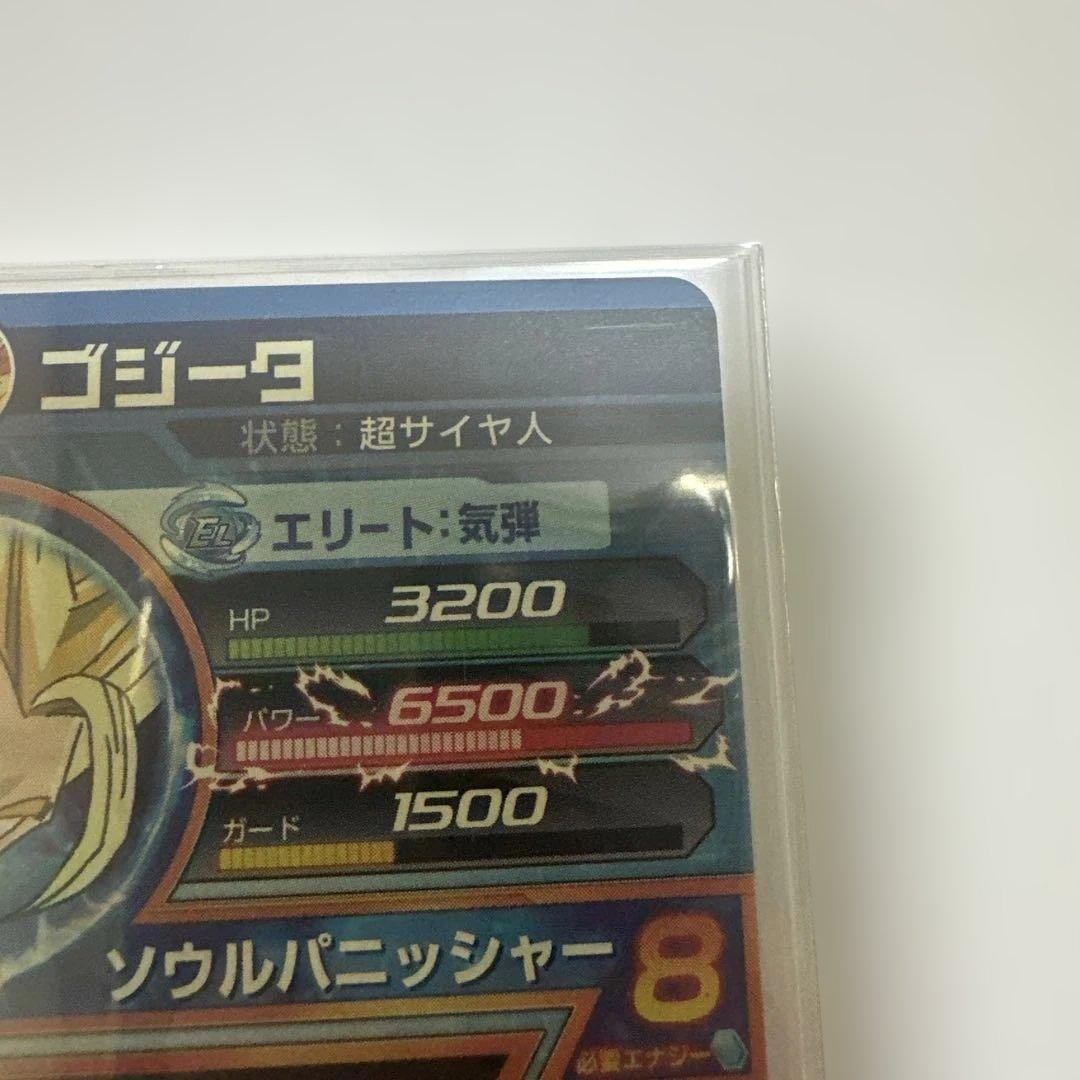 ゴジータ
状態：超サイヤ人
EL エリート：気弾
HP 3200
パワー 6500
ガード 1500
ソウルパニッシャー 8
必要エナジー